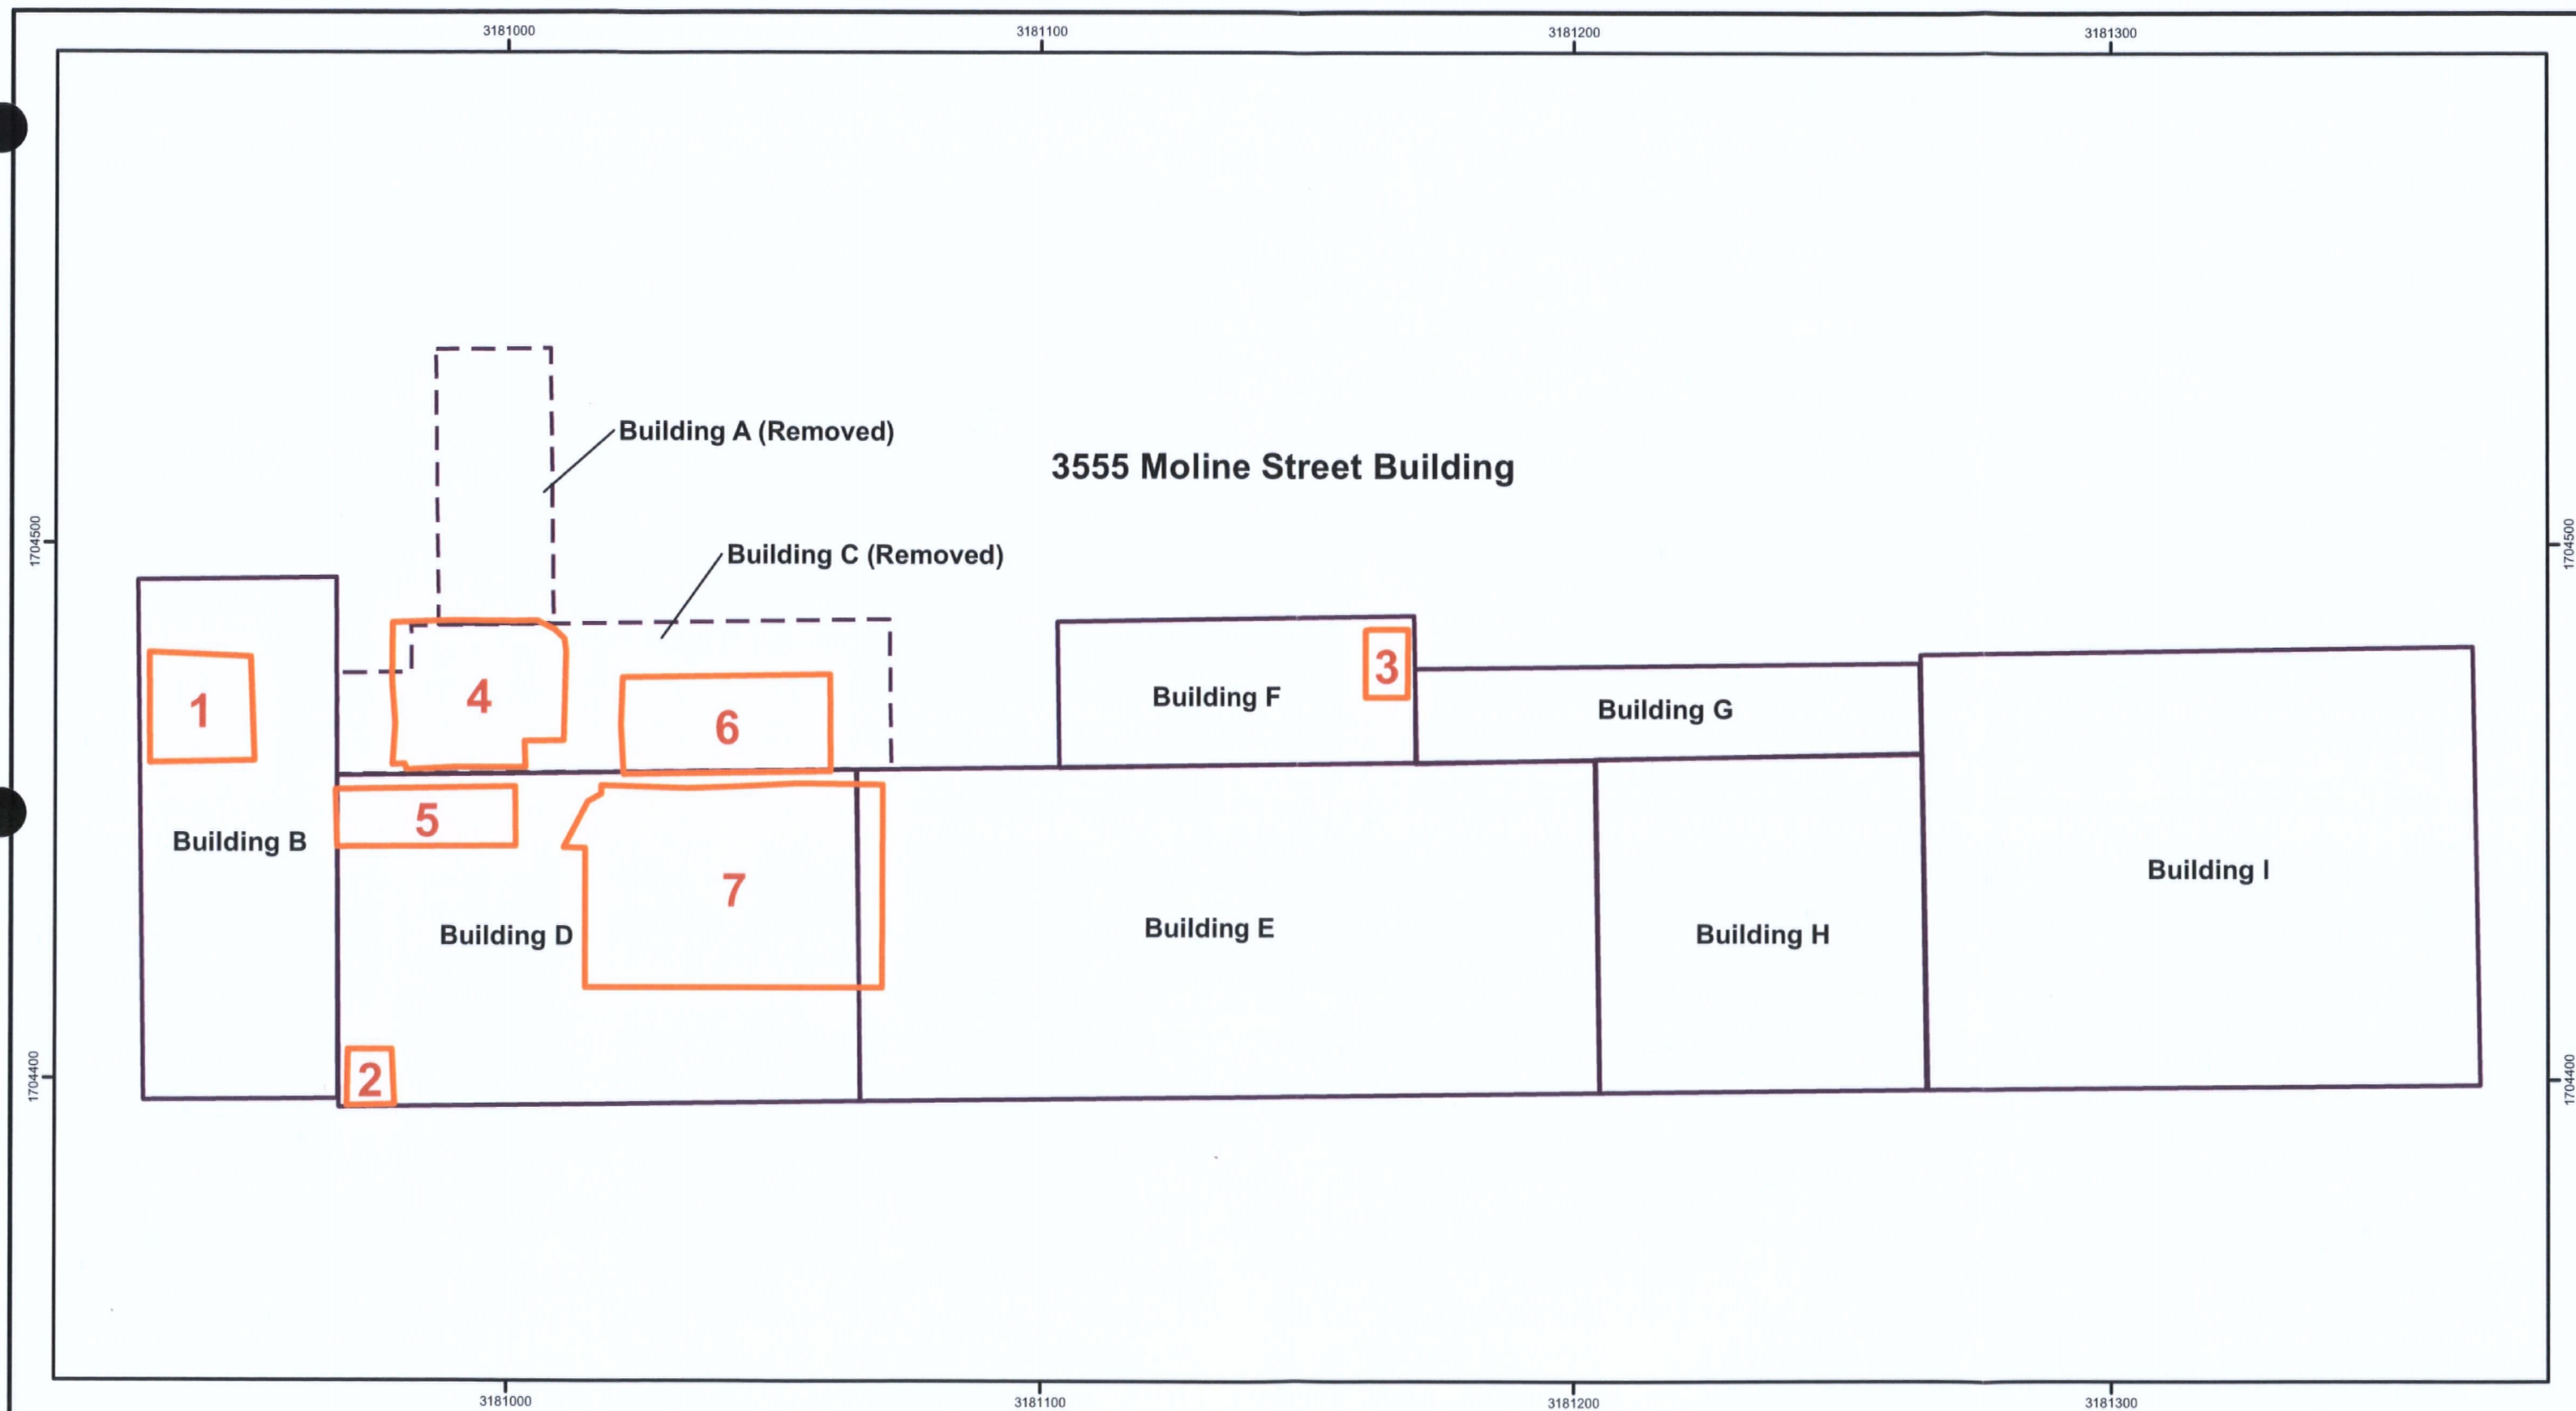 3181000
3181100
3181200
3181300
Building A (Removed)
3555 Moline Street Building
1704500
1704500
Building C (Removed)
3
1
4
6
Building F
Building G
5
Building B
7
Building I
Building D
Building E
Building H
2
1704400
1704400
3181000
3181100
3181200
3181300